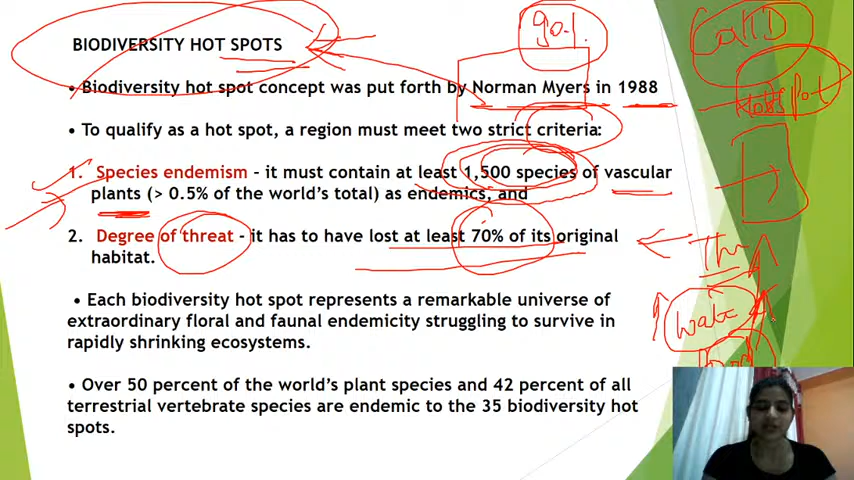 BIODIVERSITY HOT SPOTS
• Biodiversity hot spot concept was put forth by Norman Myers in 1988
• To qualify as a hot spot, a region must meet two strict criteria:
1. Species endemism - it must contain at least 1,500 species of vascular
plants (> 0.5% of the world's total) as endemics, and
2. Degree of threat - it has to have lost at least 70% of its original
habitat.
• Each biodiversity hot spot represents a remarkable universe of
extraordinary floral and faunal endemicity struggling to survive in
rapidly shrinking ecosystems.
• Over 50 percent of the world's plant species and 42 percent of all
terrestrial vertebrate species are endemic to the 35 biodiversity hot
spots.